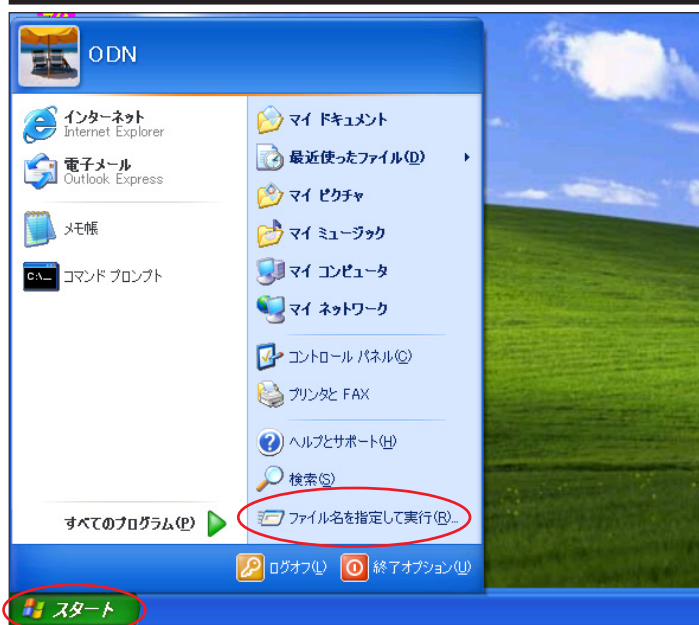 ODN
インターネット
Internet Explorer
電子メール
Outlook Express
メモ帳
C:\_
コマンド プロンプト
すべてのプログラム(P)
マイ ドキュメント
最近使ったファイル(D)
マイ ピクチャ
マイ ミュージック
マイ コンピュータ
マイ ネットワーク
コントロール パネル(C)
プリンタと FAX
ヘルプとサポート(H)
検索(S)
ファイル名を指定して実行(R)...
ログオフ(L)
終了オプション(U)
スタート